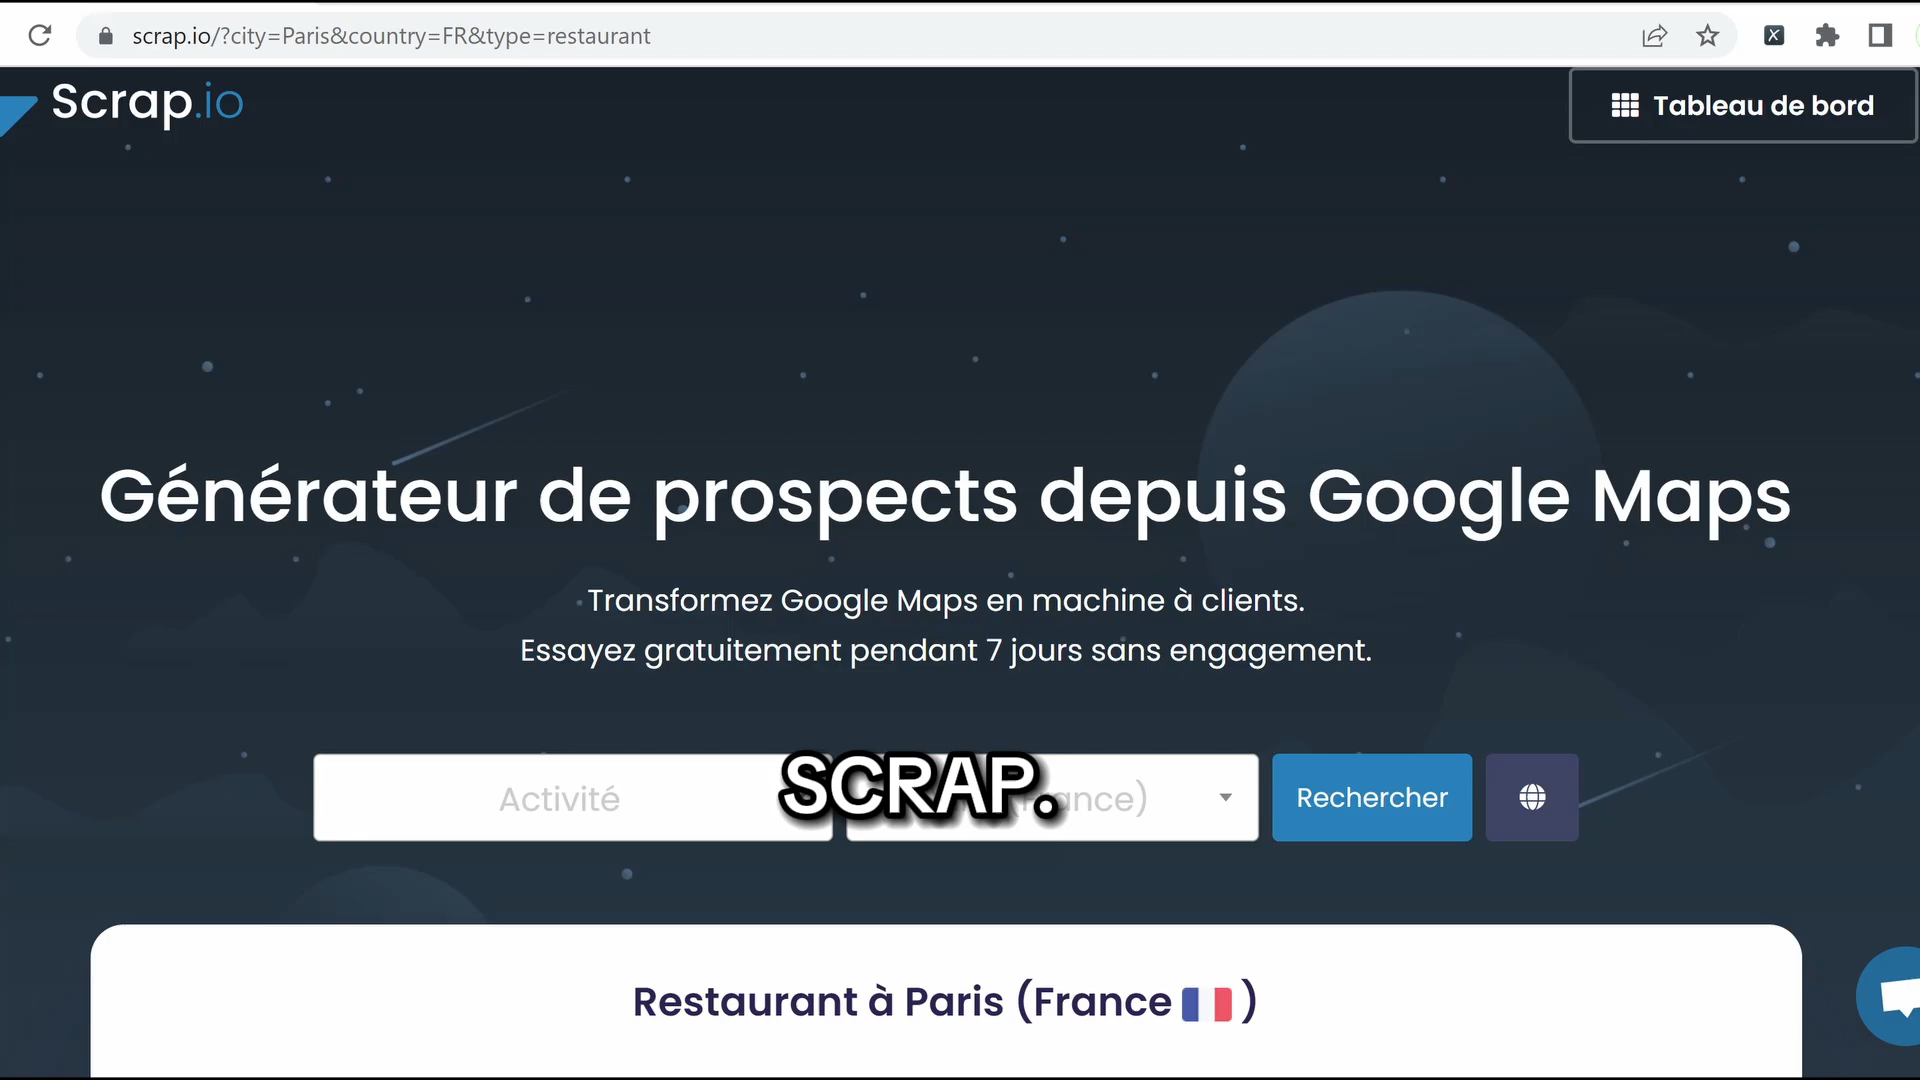 scrap.io/?city=Paris&country=FR&type=restaurant
Scrap.io
Tableau de bord
Générateur de prospects depuis Google Maps
Transformez Google Maps en machine à clients.
Essayez gratuitement pendant 7 jours sans engagement.
Activité
SCRAP.
Rechercher
Restaurant à Paris (France 🇫🇷 )